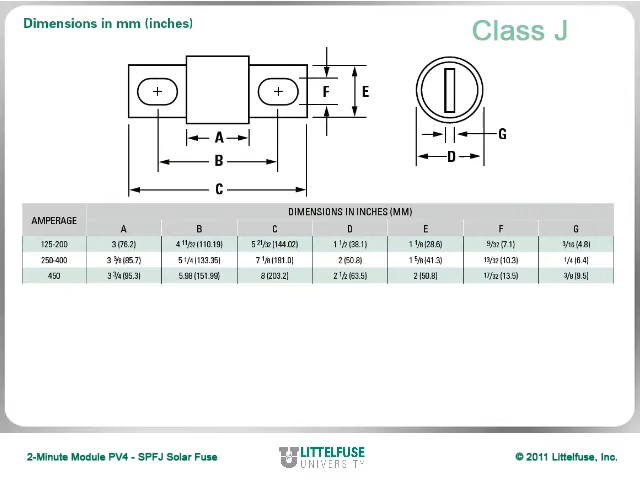 Dimensions in mm (inches)
Class J
F
E
A
B
C
G
D
AMPERAGE
DIMENSIONS IN INCHES (MM)
A B C D E F G
125-200 3 (76.2) 4 11/32 (110.19) 5 21/32 (144.02) 1 1/2 (38.1) 1 1/8 (28.6) 9/32 (7.1) 3/16 (4.8)
250-400 3 3/8 (85.7) 5 1/4 (133.35) 7 1/8 (181.0) 2 (50.8) 1 5/8 (41.3) 13/32 (10.3) 1/4 (6.4)
450 3 3/4 (95.3) 5.98 (151.99) 8 (203.2) 2 1/2 (63.5) 2 (50.8) 17/32 (13.5) 3/8 (9.5)
2-Minute Module PV4 - SPFJ Solar Fuse
LITTELFUSE
UNIVERSITY
© 2011 Littelfuse, Inc.